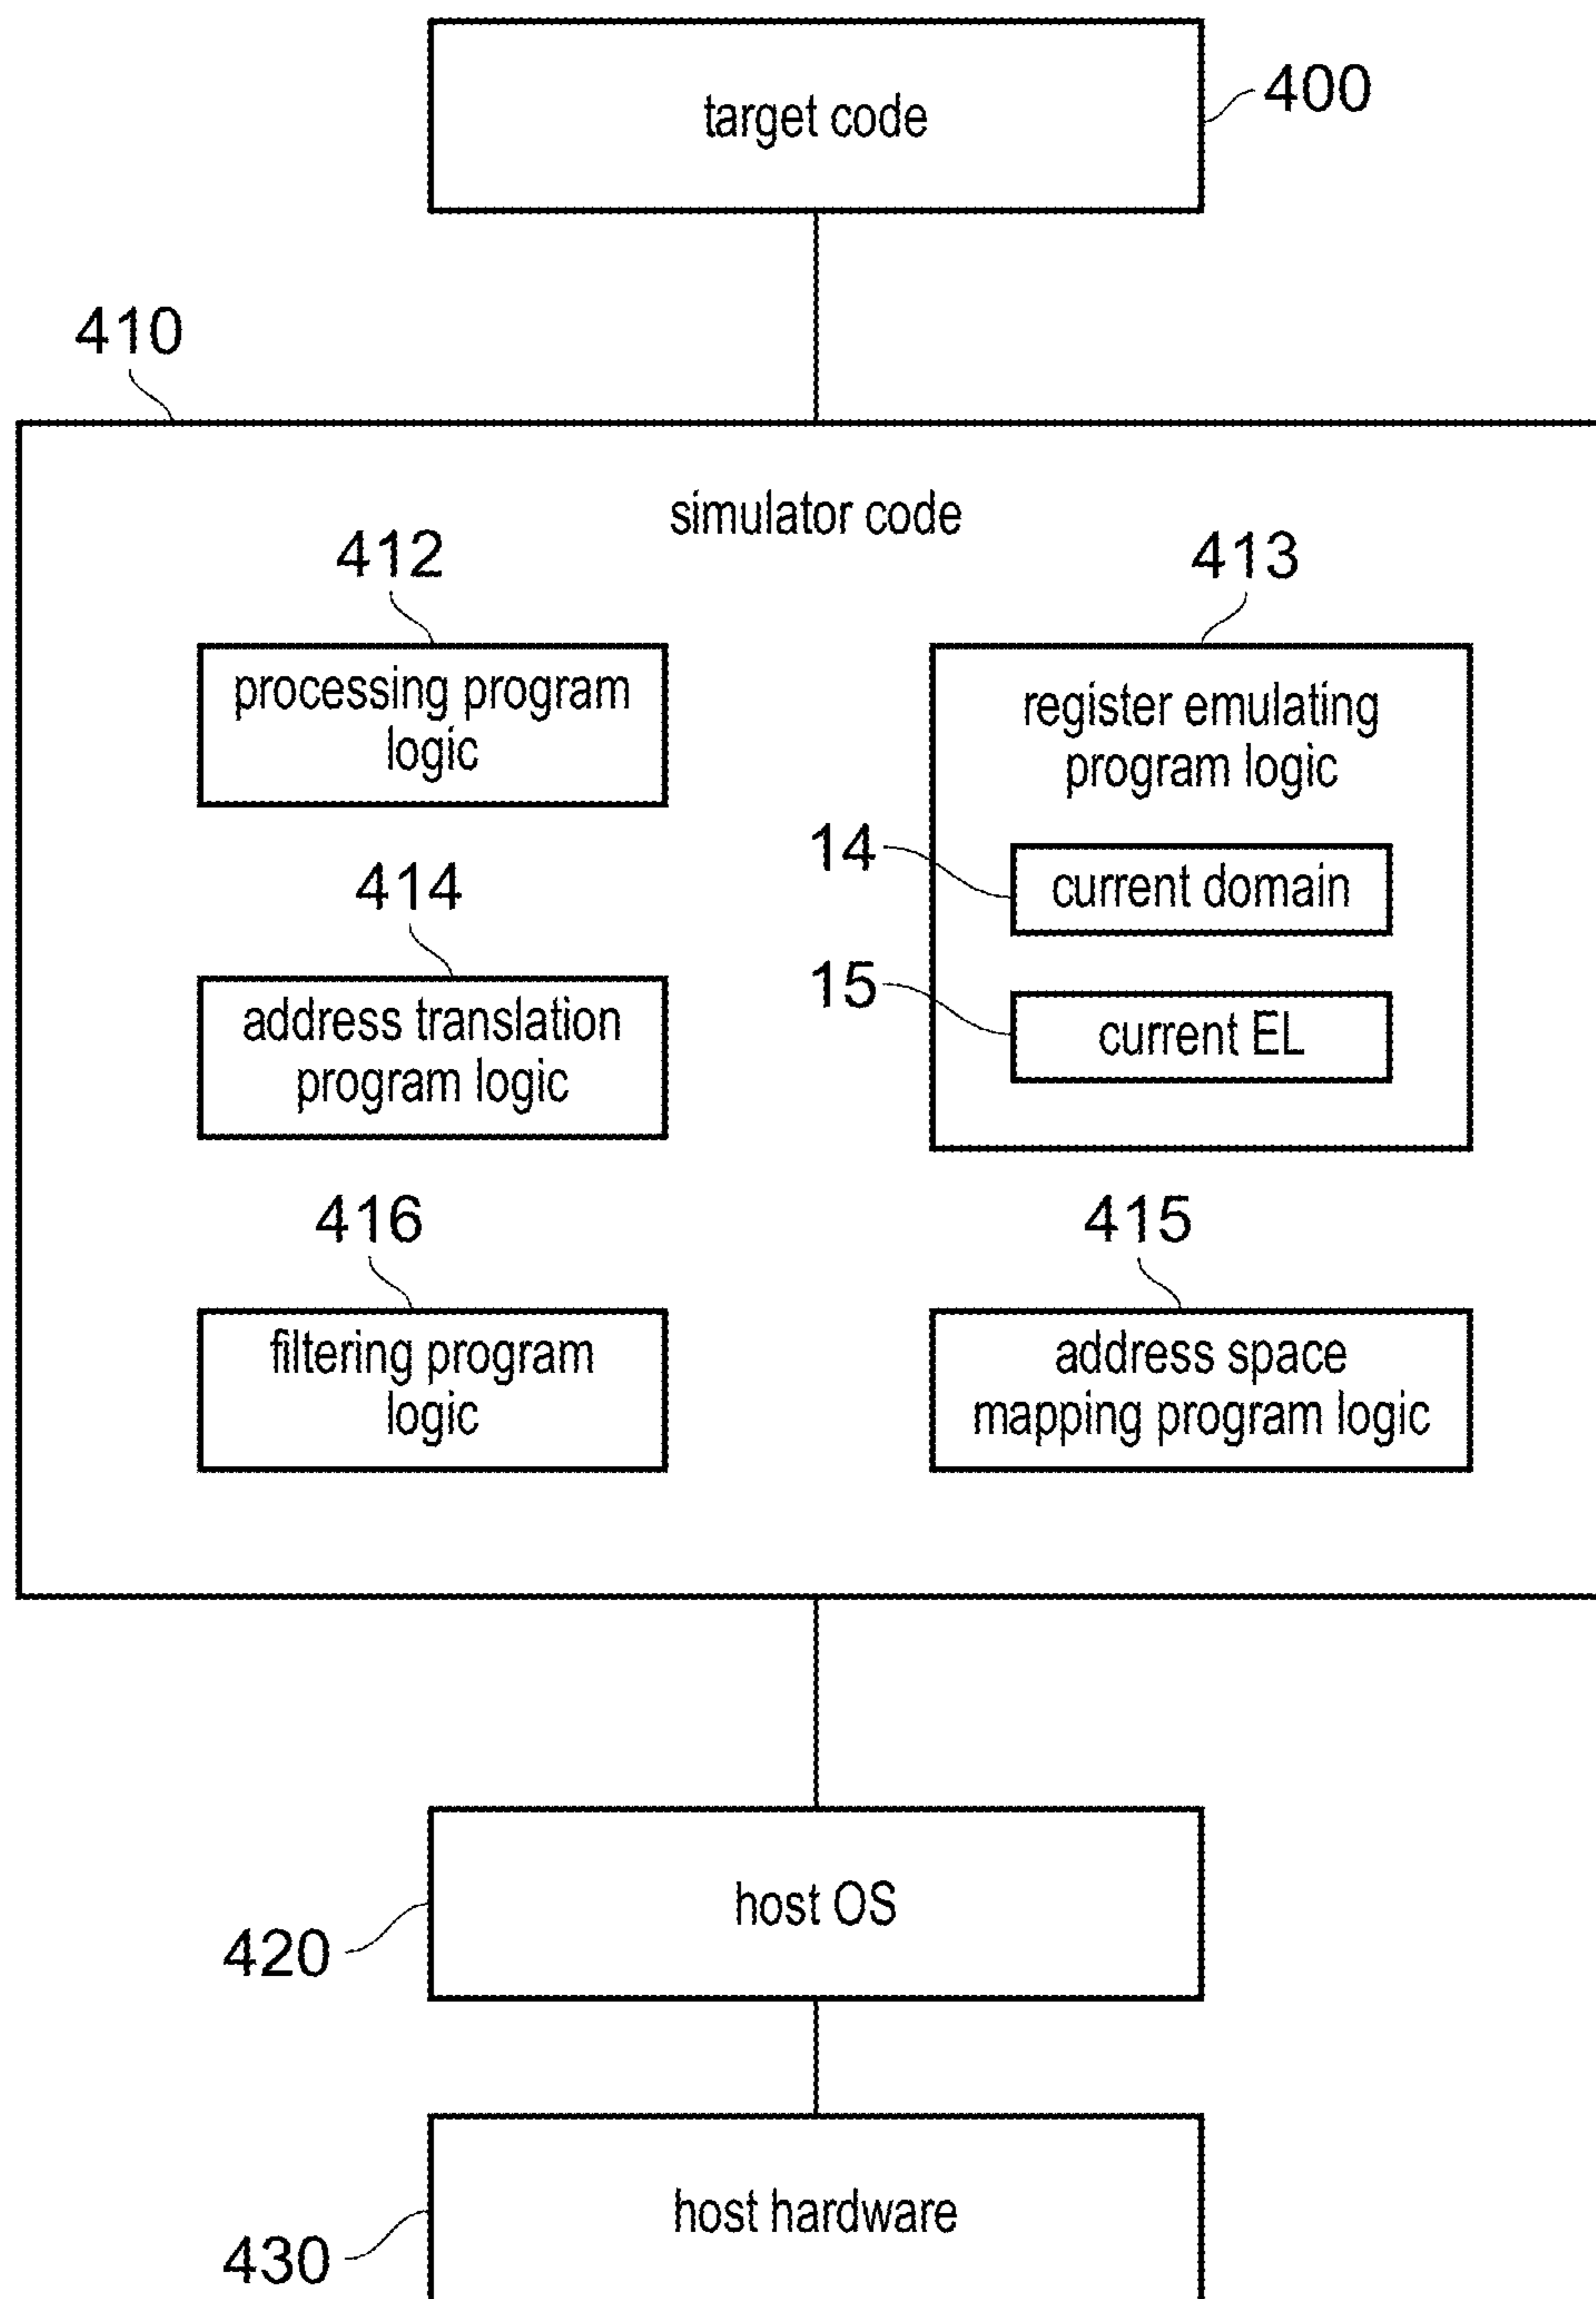 target code
400
410
simulator code
412
413
processing program
logic
register emulating
program logic
14
current domain
414
15
current EL
address translation
program logic
416
415
filtering program
logic
address space
mapping program logic
host OS
420
host hardware
430